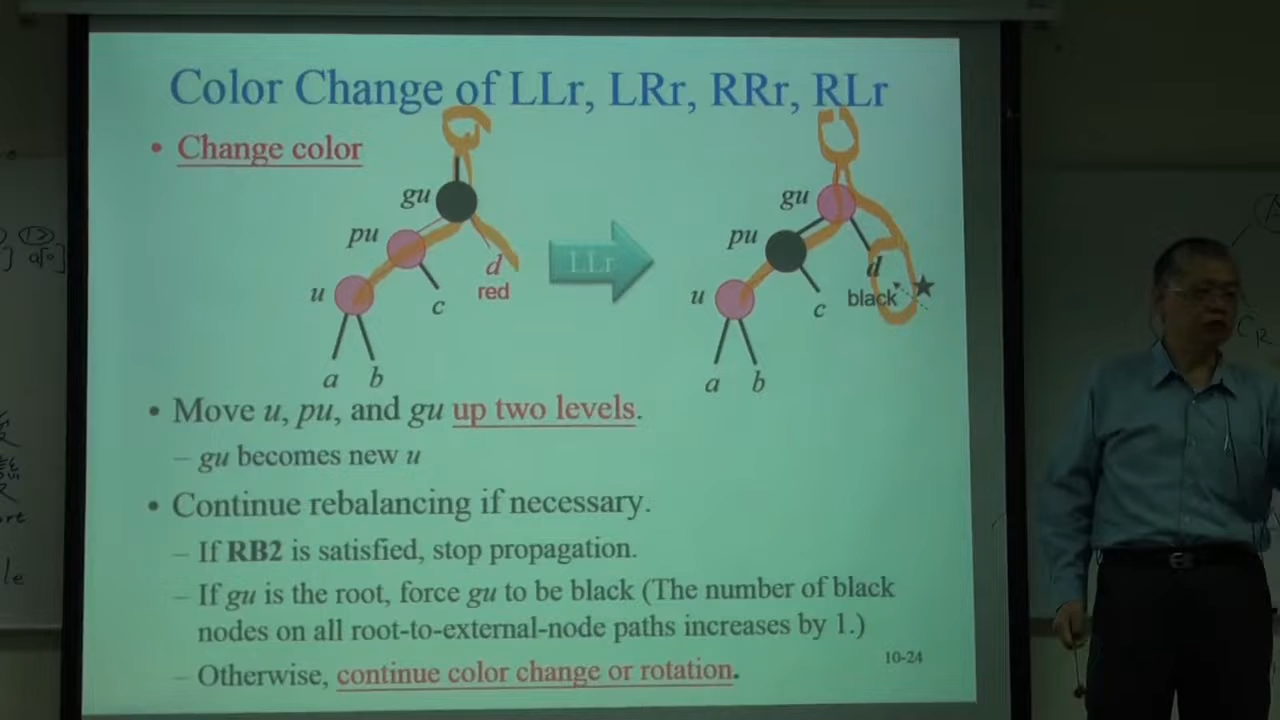 Color Change of LLr, LRr, RRr, RLr
• Change color
gu
gu
pu
pu
d
red
LLr
d
black
u
u
c
c
a
b
a
b
• Move u, pu, and gu up two levels.
– gu becomes new u
• Continue rebalancing if necessary.
– If RB2 is satisfied, stop propagation.
– If gu is the root, force gu to be black (The number of black
nodes on all root-to-external-node paths increases by 1.)
– Otherwise, continue color change or rotation.
10-24
] a[0]
CR
le